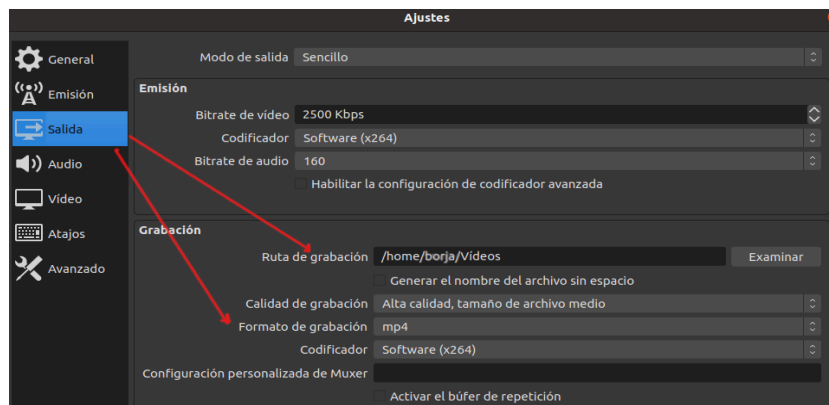 Ajustes
General
Emisión
Salida
Audio
Vídeo
Atajos
Avanzado
Modo de salida Sencillo
Emisión
Bitrate de vídeo 2500 Kbps
Codificador Software (x264)
Bitrate de audio 160
Habilitar la configuración de codificador avanzada
Grabación
Ruta de grabación /home/borja/Vídeos Examinar
Generar el nombre del archivo sin espacio
Calidad de grabación Alta calidad, tamaño de archivo medio
Formato de grabación mp4
Codificador Software (x264)
Configuración personalizada de Muxer
Activar el búfer de repetición